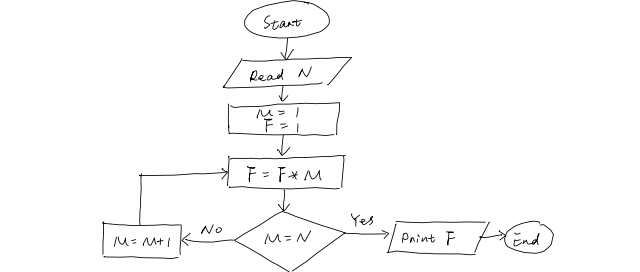 Start
Read N
M = 1
F = 1
F = F * M
No
Yes
M = M+1
M = N
Print F
End